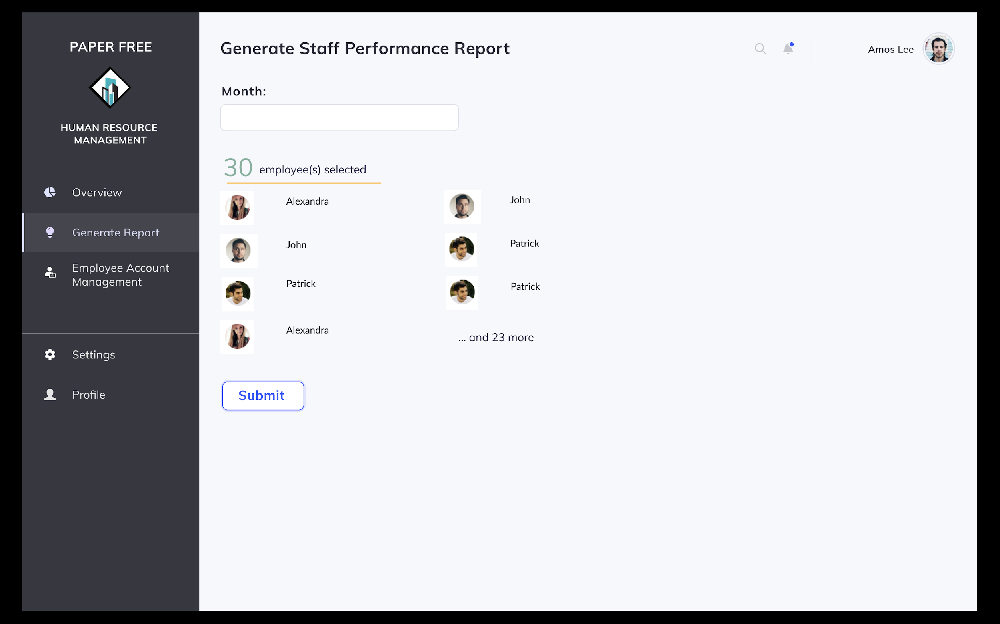 PAPER FREE
HUMAN RESOURCE
MANAGEMENT
Overview
Generate Report
Employee Account
Management
Settings
Profile
Generate Staff Performance Report
Amos Lee
Month:
30 employee(s) selected
Alexandra
John
Patrick
Alexandra
John
Patrick
Patrick
... and 23 more
Submit